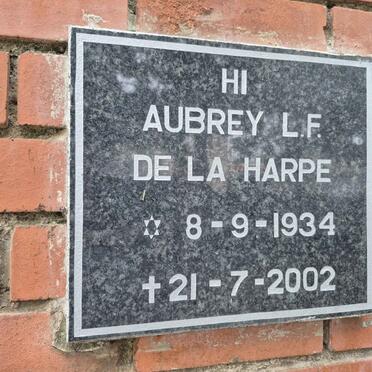 HI
AUBREY L.F.
DE LA HARPE
✡ 8-9-1934
✝ 21-7-2002